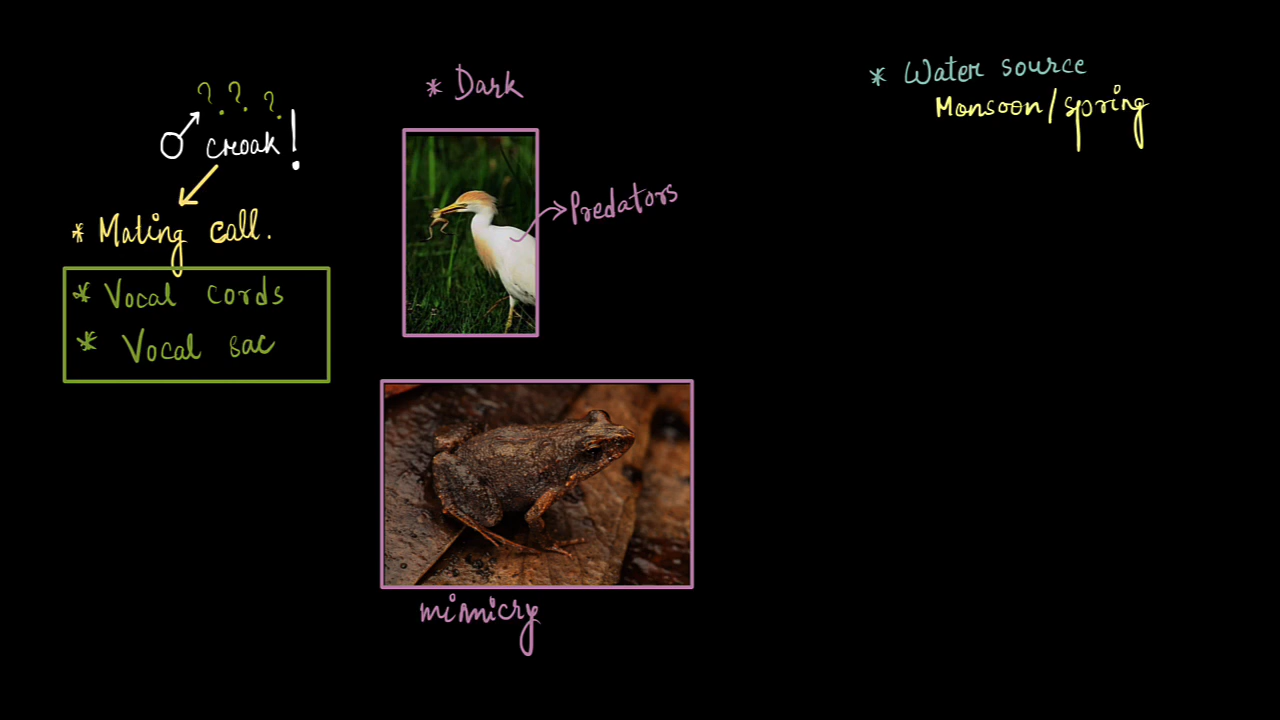 ? ? ?
♂ croak!
* Mating call.
* Vocal cords
* Vocal sac
* Dark
Predators
mimicry
* Water source
Monsoon/spring